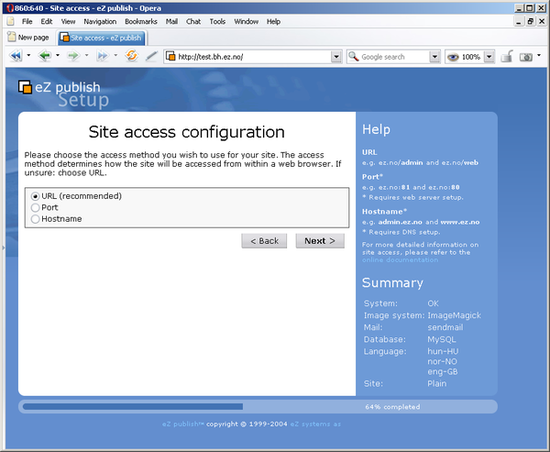 860:640 - Site access - eZ publish - Opera
File Edit View Navigation Bookmarks Mail Chat Tools Window Help
New page
Site access - eZ publish
http://test.bh.ez.no/
Google search
100%
eZ publish
Setup
Site access configuration
Please choose the access method you wish to use for your site. The access
method determines how the site will be accessed from within a web browser. If
unsure: choose URL.
URL (recommended)
Port
Hostname
< Back
Next >
Help
URL
e.g. ez.no/admin and ez.no/web
Port*
e.g. ez.no:81 and ez.no:80
* Requires web server setup.
Hostname*
e.g. admin.ez.no and www.ez.no
* Requires DNS setup.
For more detailed information on
site access, please refer to the
online documentation
Summary
System: OK
Image system: ImageMagick
Mail: sendmail
Database: MySQL
Language: hun-HU
nor-NO
eng-GB
Site: Plain
64% completed
eZ publish™ copyright © 1999-2004 eZ systems as